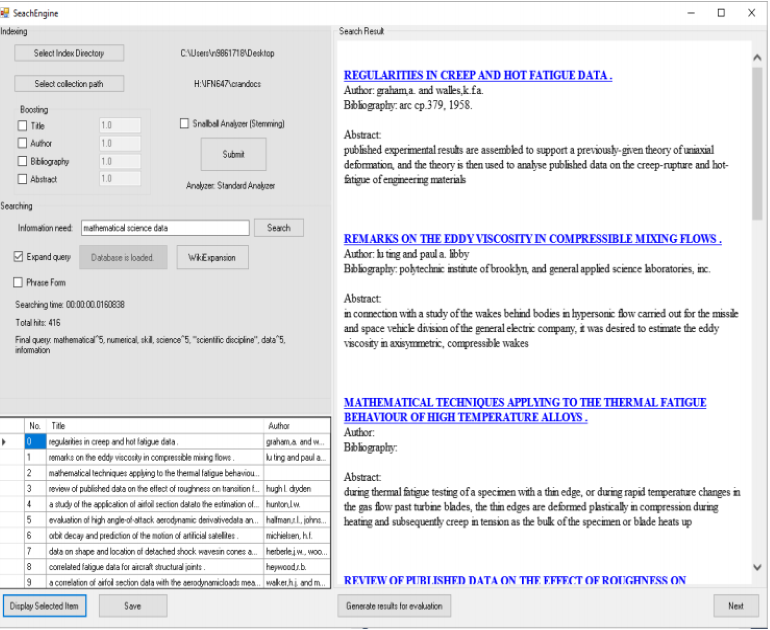 SeachEngine
Indexing
Select Index Directory
C:\Users\n9861718\Desktop
Select collection path
H:\IFN647\crandocs
Boosting
Title 1.0
Author 1.0
Bibliography 1.0
Abstract 1.0
Snallball Analyzer (Stemming)
Submit
Analyzer: Standard Analyzer
Searching
Information need: mathematical science data Search
Expand query Database is loaded. WikiExpansion
Phrase Form
Searching time: 00:00:00.0160838
Total hits: 416
Final query: mathematical^5, numerical, skill, science^5, "scientific discipline", data^5,
information
No. Title Author
0 regularities in creep and hot fatigue data . graham,a. and w...
1 remarks on the eddy viscosity in compressible mixing flows . lu ting and paul a...
2 mathematical techniques applying to the thermal fatigue behaviou...
3 review of published data on the effect of roughness on transition f... hugh l. dryden
4 a study of the application of airfoil section datato the estimation of... hunton,l.w.
5 evaluation of high angle-of-attack aerodynamic derivativedata an... halfman,r.l., johns...
6 orbit decay and prediction of the motion of artificial satellites . michielsen, h.f.
7 data on shape and location of detached shock wavesin cones a... herberle,j.w., woo...
8 correlated fatigue data for aircraft structural joints . heywood,r.b.
9 a correlation of airfoil section data with the aerodynamicloads mea... walker,h.j. and m...
Display Selected Item Save
Search Result
REGULARITIES IN CREEP AND HOT FATIGUE DATA .
Author: graham,a. and walles,k.f.a.
Bibliography: arc cp.379, 1958.
Abstract:
published experimental results are assembled to support a previously-given theory of uniaxial
deformation, and the theory is then used to analyse published data on the creep-rupture and hot-
fatigue of engineering materials
REMARKS ON THE EDDY VISCOSITY IN COMPRESSIBLE MIXING FLOWS .
Author: lu ting and paul a. libby
Bibliography: polytechnic institute of brooklyn, and general applied science laboratories, inc.
Abstract:
in connection with a study of the wakes behind bodies in hypersonic flow carried out for the missile
and space vehicle division of the general electric company, it was desired to estimate the eddy
viscosity in axisymmetric, compressible wakes
MATHEMATICAL TECHNIQUES APPLYING TO THE THERMAL FATIGUE
BEHAVIOUR OF HIGH TEMPERATURE ALLOYS .
Author:
Bibliography:
Abstract:
during thermal fatigue testing of a specimen with a thin edge, or during rapid temperature changes in
the gas flow past turbine blades, the thin edges are deformed plastically in compression during
heating and subsequently creep in tension as the bulk of the specimen or blade heats up
REVIEW OF PUBLISHED DATA ON THE EFFECT OF ROUGHNESS ON
Generate results for evaluation Next